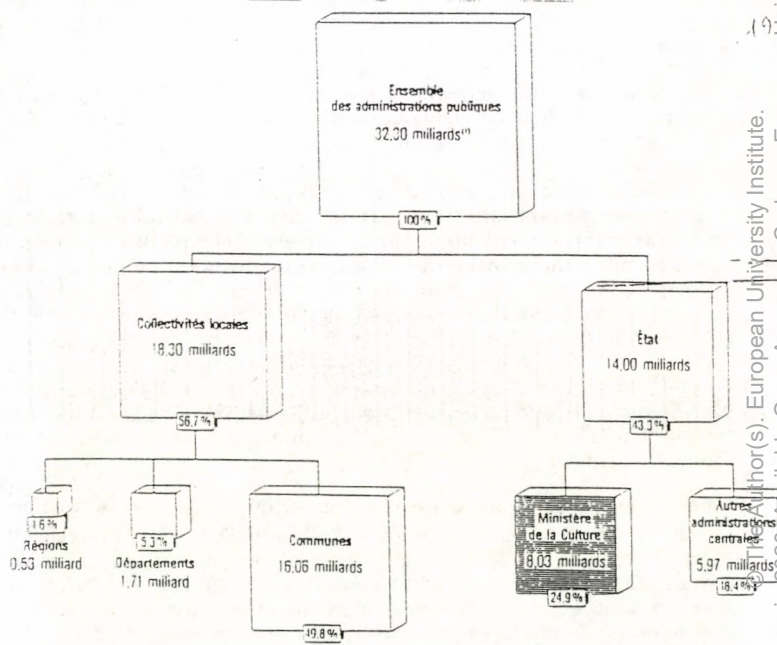 Ensemble
des administrations publiques
32,30 milliards⁽¹⁾
100 %
Collectivités locales
18,30 milliards
56,7 %
État
14,00 milliards
43,3 %
1,6 %
Régions
0,53 milliard
5,3 %
Départements
1,71 milliard
Communes
16,06 milliards
49,8 %
Ministère
de la Culture
8,03 milliards
24,9 %
Autres
administrations
centrales
5,97 milliards
18,4 %
© The Author(s). European University Institute.